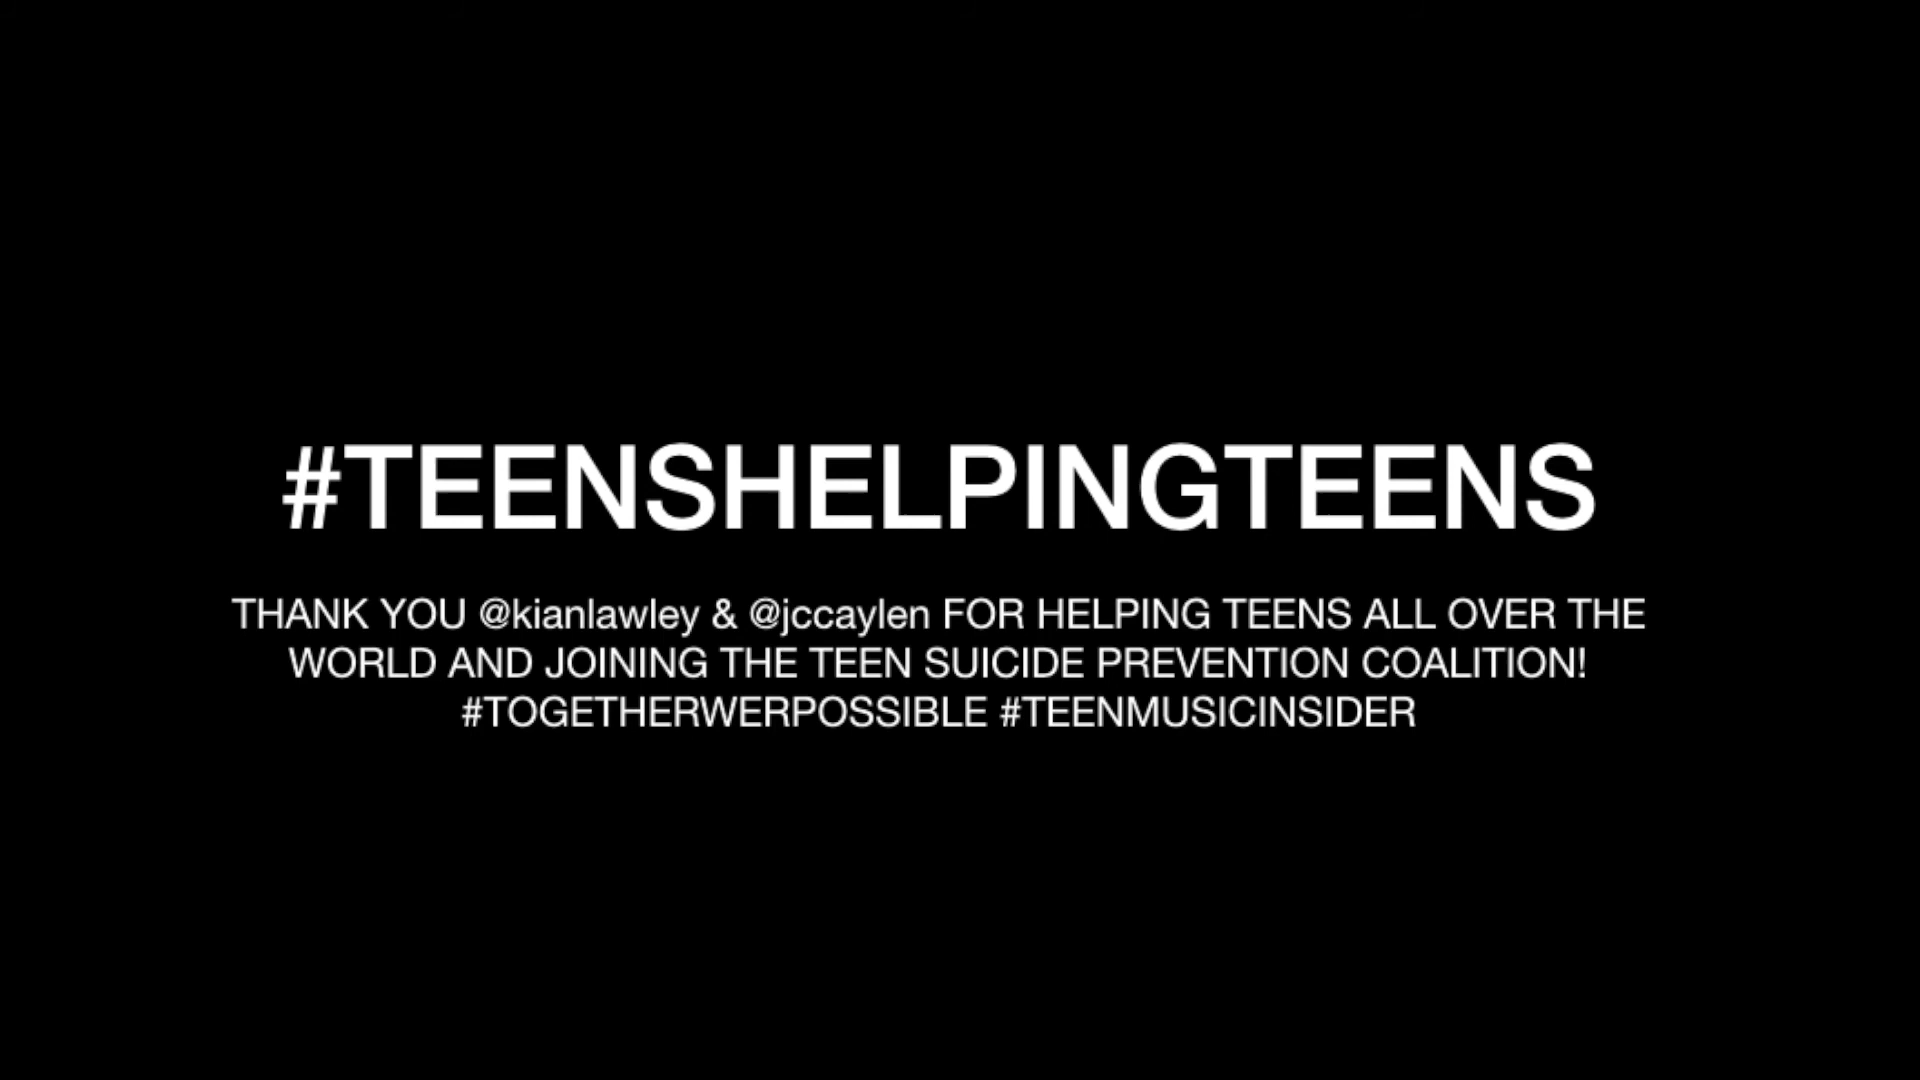 #TEENSHELPINGTEENS
THANK YOU @kianlawley & @jccaylen FOR HELPING TEENS ALL OVER THE
WORLD AND JOINING THE TEEN SUICIDE PREVENTION COALITION!
#TOGETHERWERPOSSIBLE #TEENMUSICINSIDER